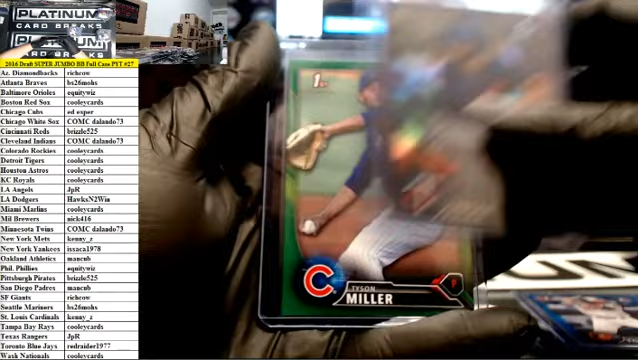 PLATINUM
CARD BREAKS
PLATINUM
CARD BREAKS
2016 Draft SUPER JUMBO BB Full Case PYT #27
Az. Diamondbacks richcow
Atlanta Braves bs26mohs
Baltimore Orioles equitywiz
Boston Red Sox cooleycards
Chicago Cubs ed esper
Chicago White Sox COMC dalando73
Cincinnati Reds brizzle525
Cleveland Indians COMC dalando73
Colorado Rockies cooleycards
Detroit Tigers cooleycards
Houston Astros cooleycards
KC Royals cooleycards
LA Angels JpR
LA Dodgers HawksN2Win
Miami Marlins cooleycards
Mil Brewers nick416
Minnesota Twins COMC dalando73
New York Mets kenny_z
New York Yankees issaca1978
Oakland Athletics mancub
Phil. Phillies equitywiz
Pittsburgh Pirates brizzle525
San Diego Padres mancub
SF Giants richcow
Seattle Mariners bs26mohs
St. Louis Cardinals kenny_z
Tampa Bay Rays cooleycards
Texas Rangers JpR
Toronto Blue Jays redraider1977
Wash Nationals cooleycards
1st
C
TYSON
MILLER
P